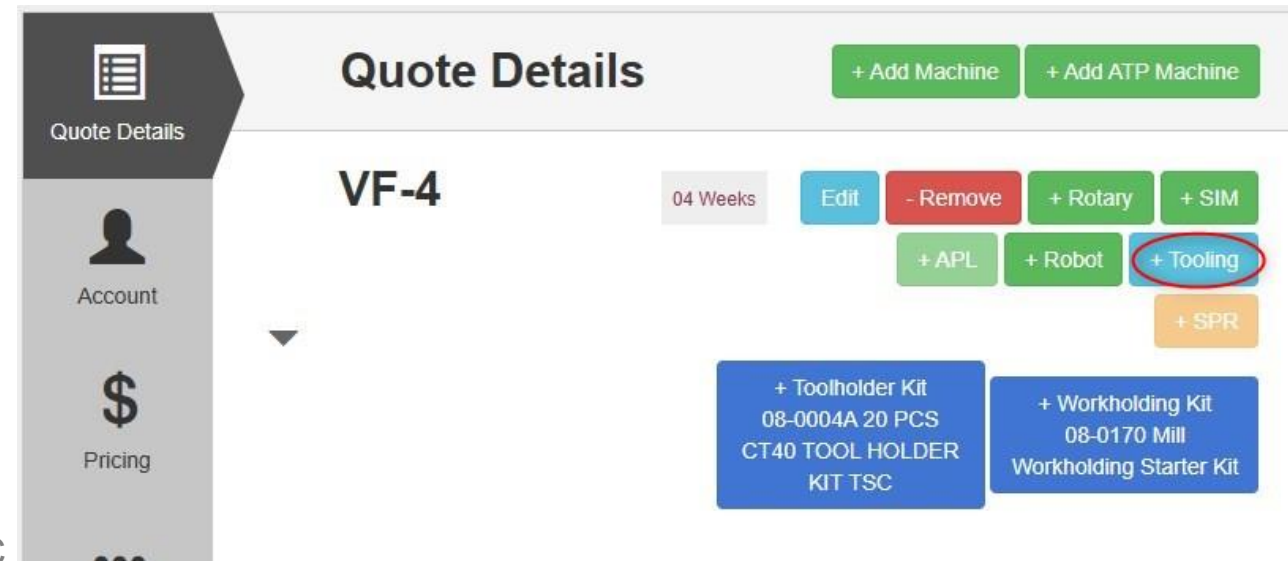 Quote Details
+ Add Machine
+ Add ATP Machine
Quote Details
VF-4
04 Weeks
Edit
- Remove
+ Rotary
+ SIM
+ APL
+ Robot
+ Tooling
+ SPR
Account
+ Toolholder Kit
08-0004A 20 PCS
CT40 TOOL HOLDER
KIT TSC
+ Workholding Kit
08-0170 Mill
Workholding Starter Kit
$
Pricing